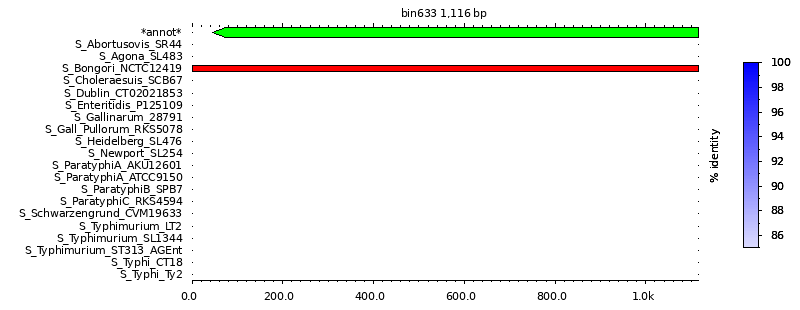 bin633 1,116 bp
*annot*
S_Abortusovis_SR44
S_Agona_SL483
S_Bongori_NCTC12419
S_Choleraesuis_SCB67
S_Dublin_CT02021853
S_Enteritidis_P125109
S_Gallinarum_28791
S_Gall_Pullorum_RKS5078
S_Heidelberg_SL476
S_Newport_SL254
S_ParatyphiA_AKU12601
S_ParatyphiA_ATCC9150
S_ParatyphiB_SPB7
S_ParatyphiC_RKS4594
S_Schwarzengrund_CVM19633
S_Typhimurium_LT2
S_Typhimurium_SL1344
S_Typhimurium_ST313_AGEnt
S_Typhi_CT18
S_Typhi_Ty2
0.0 200.0 400.0 600.0 800.0 1.0k
% identity
100
98
96
94
92
90
88
86